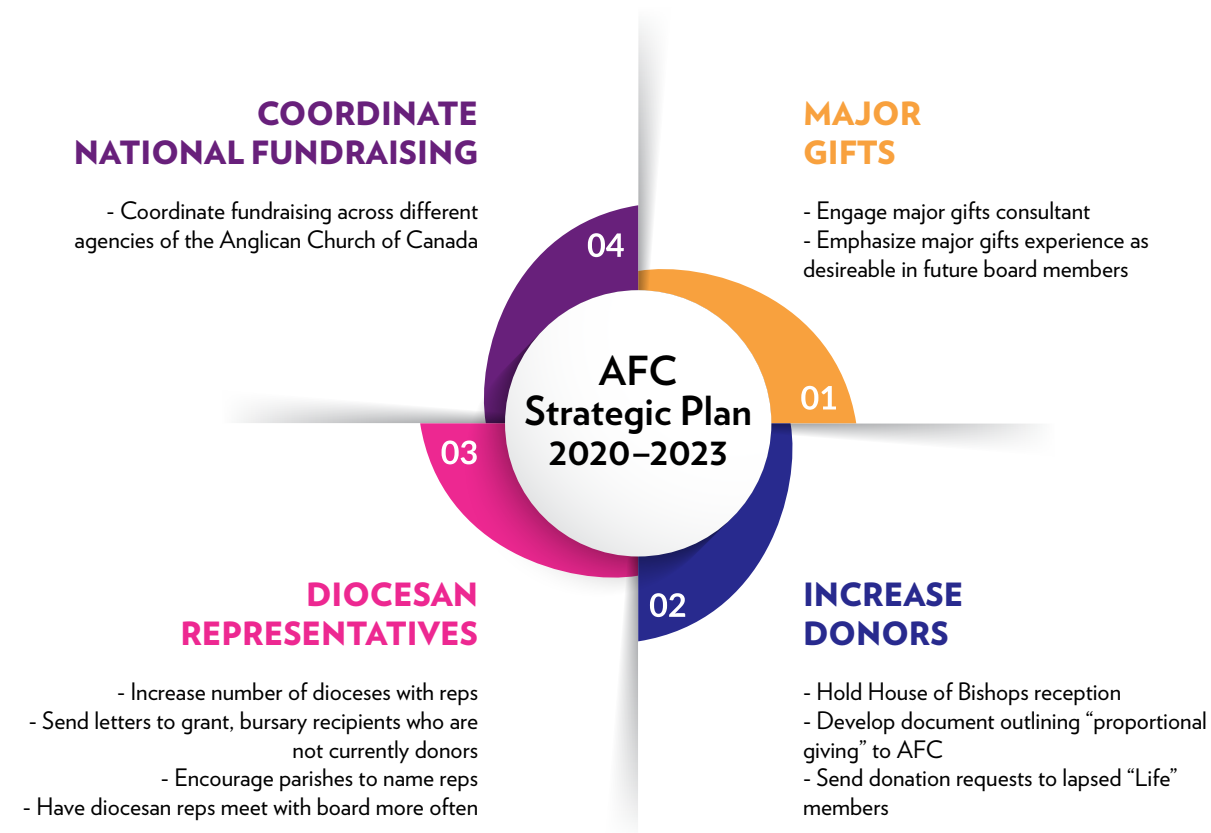 AFC
Strategic Plan
2020–2023
01
MAJOR
GIFTS
- Engage major gifts consultant
- Emphasize major gifts experience as
desireable in future board members
02
INCREASE
DONORS
- Hold House of Bishops reception
- Develop document outlining “proportional
giving” to AFC
- Send donation requests to lapsed “Life”
members
03
DIOCESAN
REPRESENTATIVES
- Increase number of dioceses with reps
- Send letters to grant, bursary recipients who are
not currently donors
- Encourage parishes to name reps
- Have diocesan reps meet with board more often
04
COORDINATE
NATIONAL FUNDRAISING
- Coordinate fundraising across different
agencies of the Anglican Church of Canada